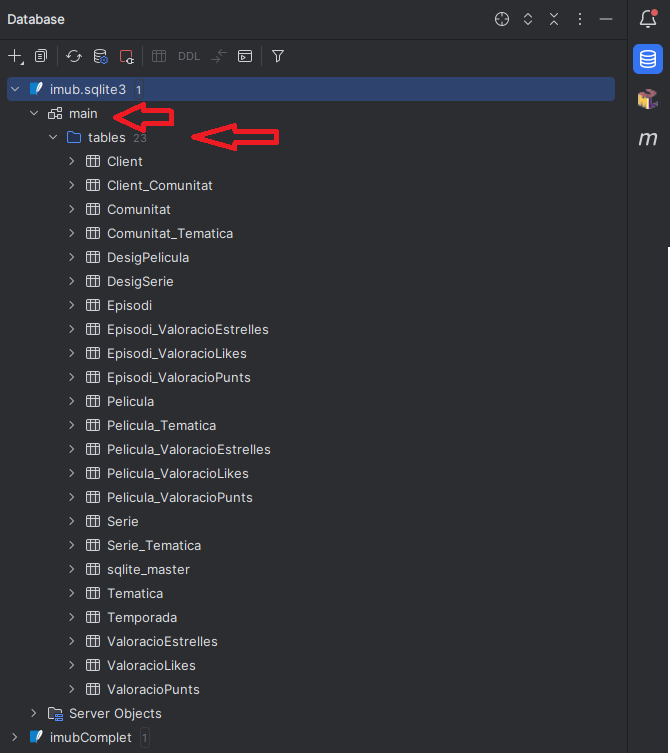 Database
DDL
imub.sqlite3 1
main
tables 23
Client
Client_Comunitat
Comunitat
Comunitat_Tematica
DesigPelicula
DesigSerie
Episodi
Episodi_ValoracioEstrelles
Episodi_ValoracioLikes
Episodi_ValoracioPunts
Pelicula
Pelicula_Tematica
Pelicula_ValoracioEstrelles
Pelicula_ValoracioLikes
Pelicula_ValoracioPunts
Serie
Serie_Tematica
sqlite_master
Tematica
Temporada
ValoracioEstrelles
ValoracioLikes
ValoracioPunts
Server Objects
imubComplet 1
m